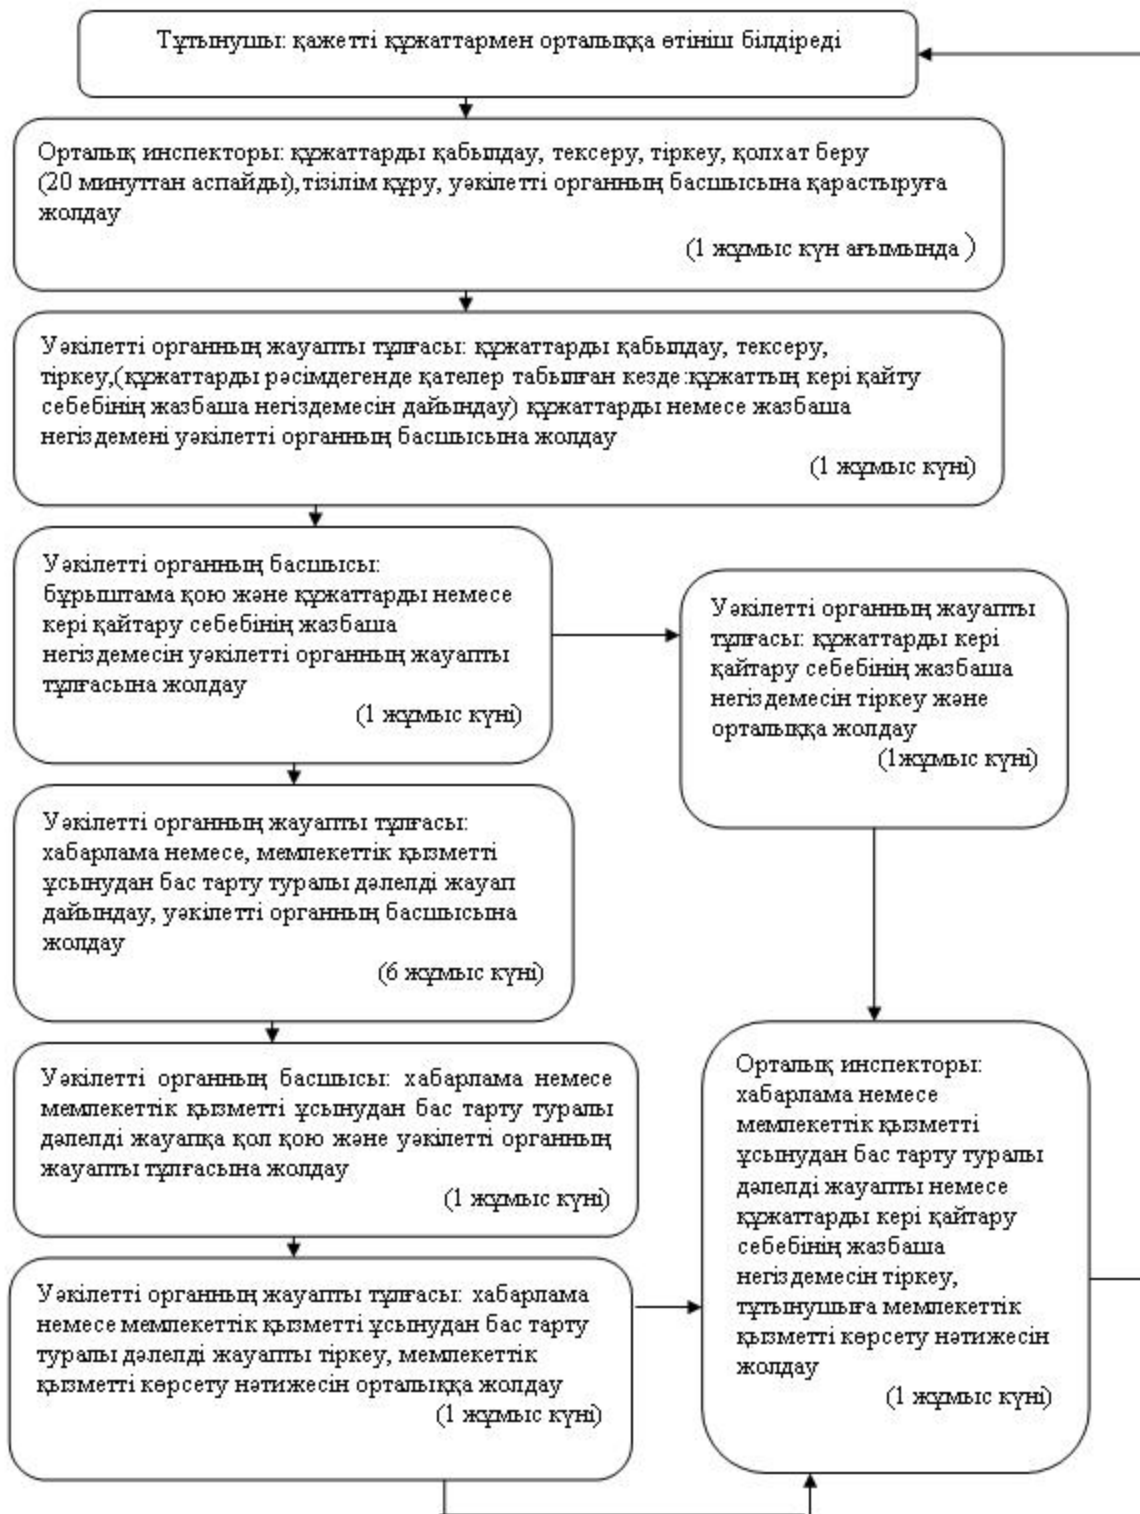 Тұтынушы: қажетті құжаттармен орталыққа өтініш білдіреді
Орталық инспекторы: құжаттарды қабылдау, тексеру, тіркеу, қолхат беру
(20 минуттан аспайды), тізілім құру, уәкілетті органның басшысына қарастыруға
жолдау
(1 жұмыс күн ағымында )
Уәкілетті органның жауапты тұлғасы: құжаттарды қабылдау, тексеру,
тіркеу,(құжаттарды рәсімдегенде қателер табылған кезде:құжаттың кері қайту
себебінің жазбаша негіздемесін дайындау) құжаттарды немесе жазбаша
негіздемені уәкілетті органның басшысына жолдау
(1 жұмыс күні)
Уәкілетті органның басшысы:
бұрыштама қою және құжаттарды немесе
кері қайтару себебінің жазбаша
негіздемесін уәкілетті органның жауапты
тұлғасына жолдау
(1 жұмыс күні)
Уәкілетті органның жауапты
тұлғасы: құжаттарды кері
қайтару себебінің жазбаша
негіздемесін тіркеу және
орталыққа жолдау
(1жұмыс күні)
Уәкілетті органның жауапты тұлғасы:
хабарлама немесе, мемлекеттік қызметті
ұсынудан бас тарту туралы дәлелді жауап
дайындау, уәкілетті органның басшысына
жолдау
(6 жұмыс күні)
Уәкілетті органның басшысы: хабарлама немесе
мемлекеттік қызметті ұсынудан бас тарту туралы
дәлелді жауапқа қол қою және уәкілетті органның
жауапты тұлғасына жолдау
(1 жұмыс күні)
Уәкілетті органның жауапты тұлғасы: хабарлама
немесе мемлекеттік қызметті ұсынудан бас тарту
туралы дәлелді жауапты тіркеу, мемлекеттік
қызметті көрсету нәтижесін орталыққа жолдау
(1 жұмыс күні)
Орталық инспекторы:
хабарлама немесе
мемлекеттік қызметті
ұсынудан бас тарту туралы
дәлелді жауапты немесе
құжаттарды кері қайтару
себебінің жазбаша
негіздемесін тіркеу,
тұтынушыға мемлекеттік
қызметті көрсету нәтижесін
жолдау
(1 жұмыс күні)